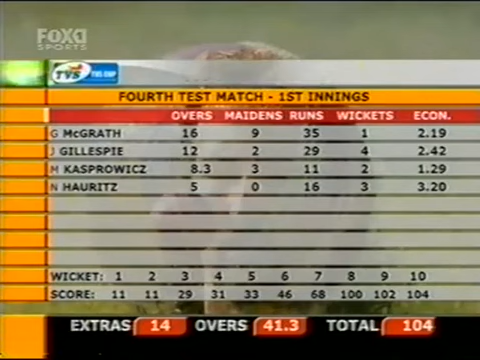 FOXA
SPORTS
TVS TVS CUP
FOURTH TEST MATCH - 1ST INNINGS
OVERS MAIDENS RUNS WICKETS ECON.
G McGRATH 16 9 35 1 2.19
J GILLESPIE 12 2 29 4 2.42
M KASPROWICZ 8.3 3 11 2 1.29
N HAURITZ 5 0 16 3 3.20
WICKET: 1 2 3 4 5 6 7 8 9 10
SCORE: 11 11 29 31 33 46 68 100 102 104
EXTRAS 14 OVERS 41.3 TOTAL 104